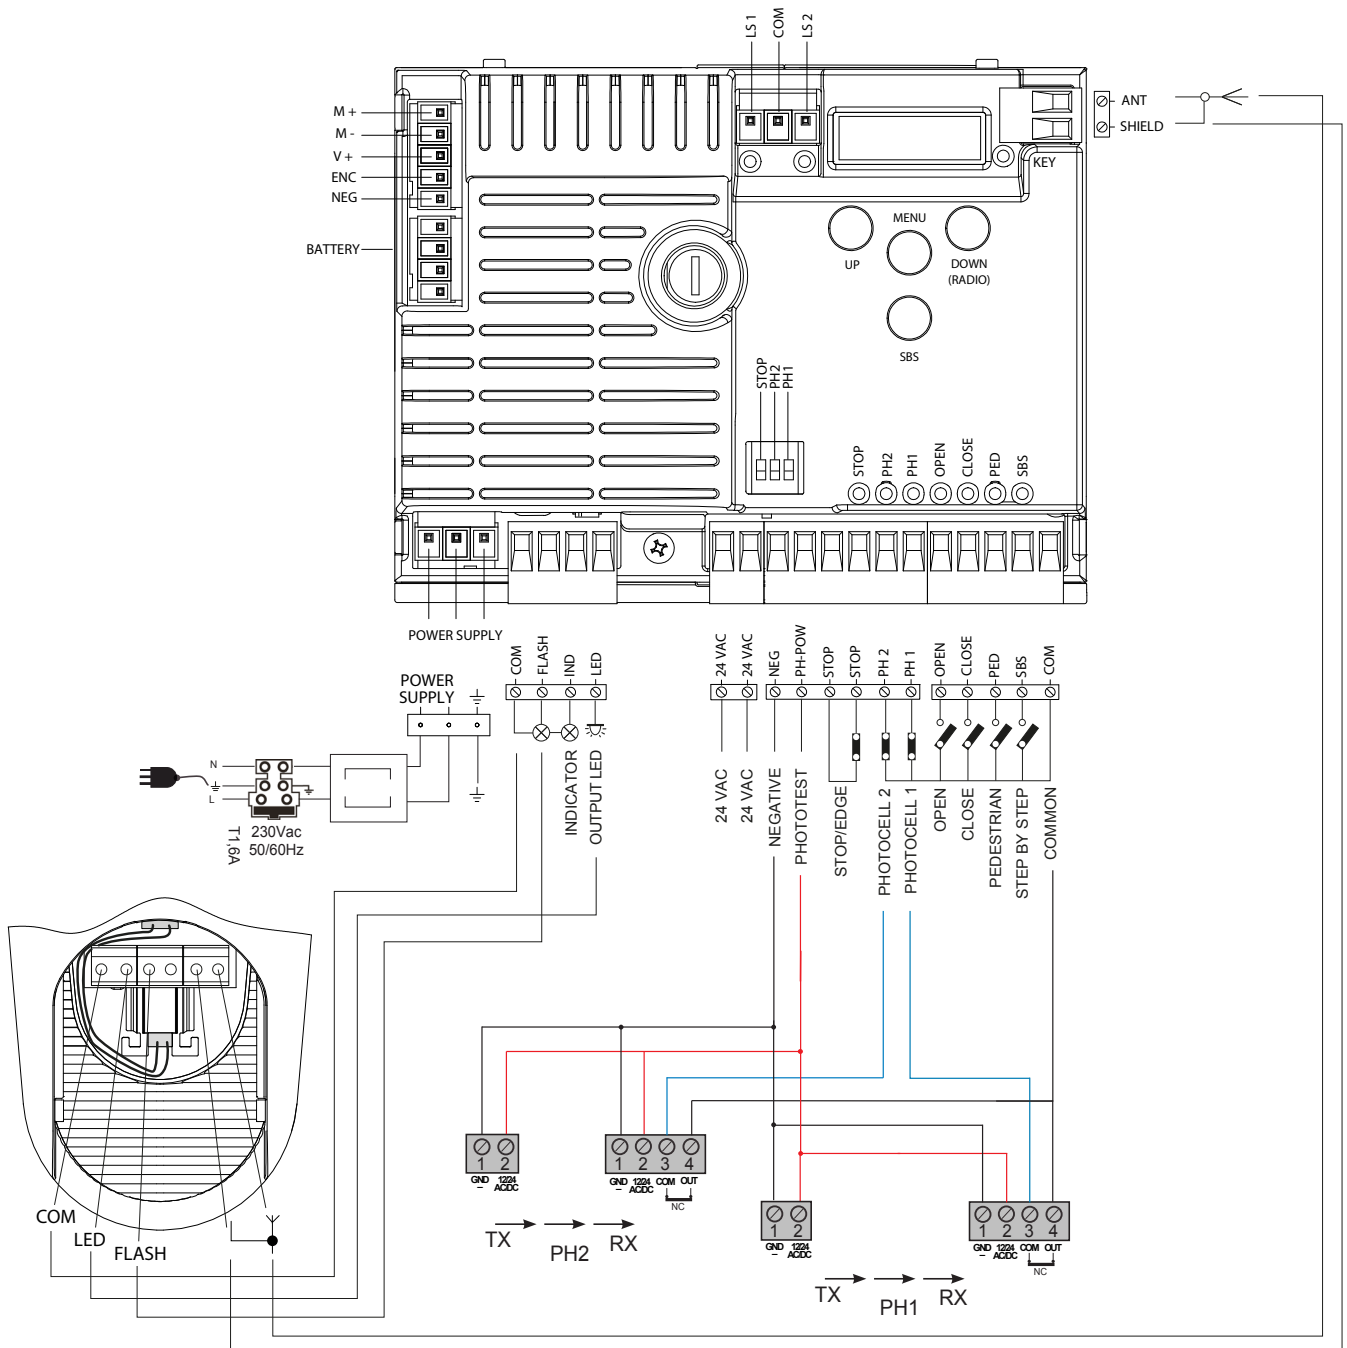 LS 1
COM
LS 2
ANT
SHIELD
KEY
M +
M -
V +
ENC
NEG
BATTERY
MENU
UP
DOWN
(RADIO)
SBS
STOP
PH2
PH1
STOP
PH2
PH1
OPEN
CLOSE
PED
SBS
POWER SUPPLY
COM
FLASH
IND
LED
24 VAC
24 VAC
NEG
PH-POW
STOP
STOP
PH 2
PH 1
OPEN
CLOSE
PED
SBS
COM
POWER
SUPPLY
N
L
T1,6A
230Vac
50/60Hz
INDICATOR
OUTPUT LED
24 VAC
24 VAC
NEGATIVE
PHOTOTEST
STOP/EDGE
PHOTOCELL 2
PHOTOCELL 1
OPEN
CLOSE
PEDESTRIAN
STEP BY STEP
COMMON
1 2
GND
–
12/24
AC/DC
1 2 3 4
GND
–
12/24
AC/DC
COM
OUT
NC
TX
PH2
RX
1 2
GND
–
12/24
AC/DC
1 2 3 4
GND
–
12/24
AC/DC
COM
OUT
NC
TX
PH1
RX
COM
LED
FLASH